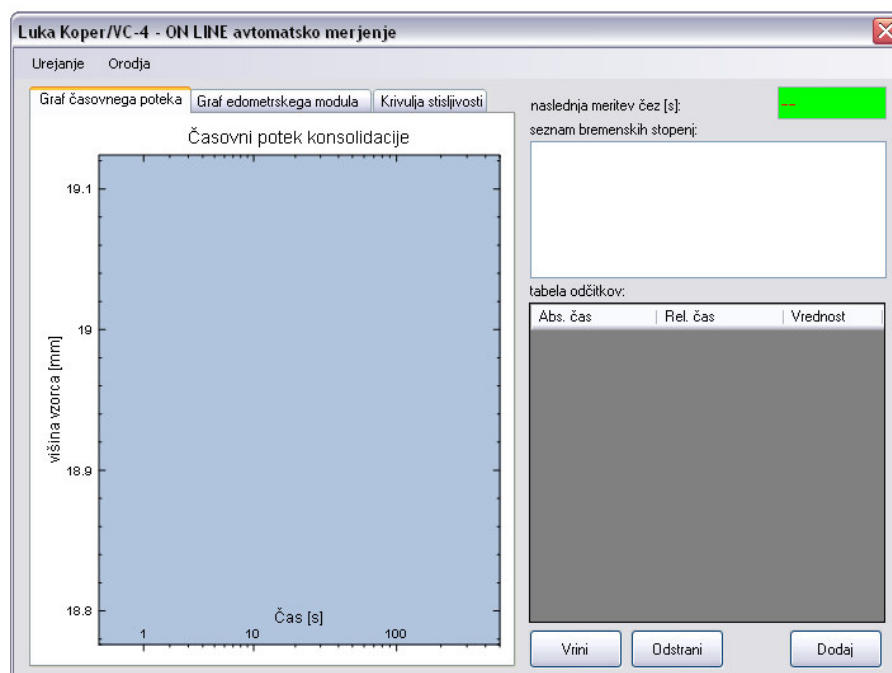 Luka Koper/VC-4 - ON LINE avtomatsko merjenje
Urejanje Orodja
Graf časovnega poteka Graf edometrskega modula Krivulja stisljivosti
Časovni potek konsolidacije
19.1
19
18.9
18.8
višina vzorca [mm]
Čas [s]
1 10 100
naslednja meritev čez [s]: --
seznam bremenskih stopenj:
tabela odčitkov:
Abs. čas Rel. čas Vrednost
Vrini Odstrani Dodaj